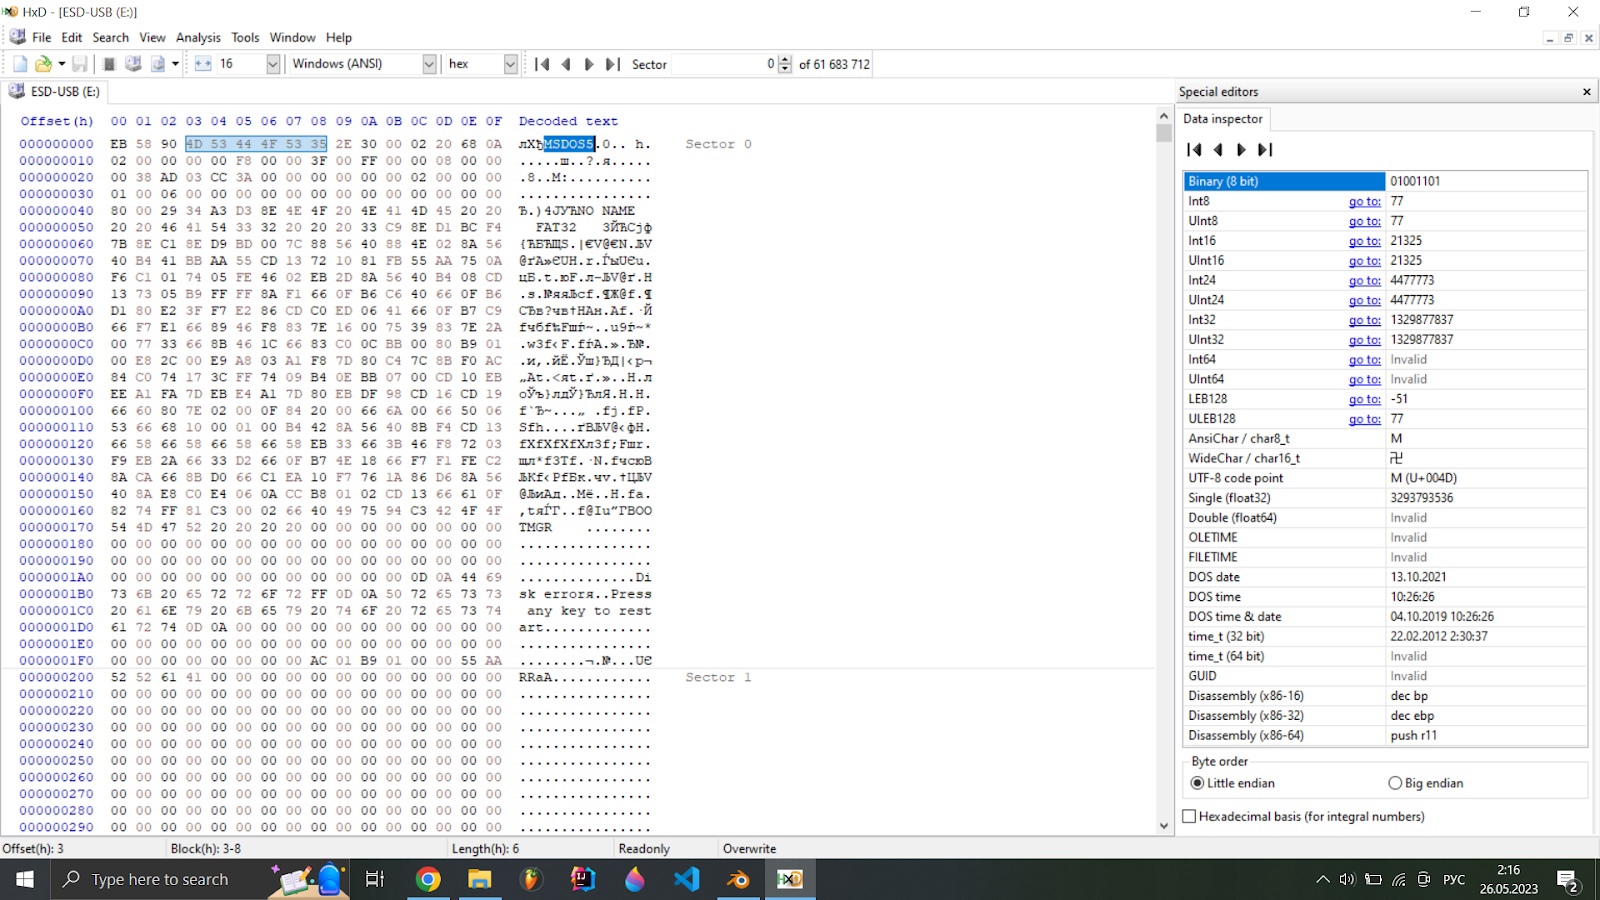 HxD - [ESD-USB (E:)]
File Edit Search View Analysis Tools Window Help
16 Windows (ANSI) hex Sector 0 of 61 683 712
ESD-USB (E:)
Offset(h) 00 01 02 03 04 05 06 07 08 09 0A 0B 0C 0D 0E 0F Decoded text
000000000 EB 58 90 4D 53 44 4F 53 35 2E 30 00 02 20 68 0A лXђMSDOS5.0.. h. Sector 0
000000010 02 00 00 00 00 F8 00 00 3F 00 FF 00 00 08 00 00 .....ш..?.я.....
000000020 00 38 AD 03 CC 3A 00 00 00 00 00 00 02 00 00 00 .8..М:..........
000000030 01 00 06 00 00 00 00 00 00 00 00 00 00 00 00 00 ................
000000040 80 00 29 34 A3 D3 8E 4E 4F 20 4E 41 4D 45 20 20 Ђ.)4ЈУЋNO NAME
000000050 20 20 46 41 54 33 32 20 20 20 33 C9 8E D1 BC F4 FAT32 3ЙЋСјф
000000060 7B 8E C1 8E D9 BD 00 7C 88 56 40 88 4E 02 8A 56 {ЋБЋЩЅ.|€V@€N.ЉV
000000070 40 B4 41 BB AA 55 CD 13 72 10 81 FB 55 AA 75 0A @ґA»ЄUН.r.ЃыUЄu.
000000080 F6 C1 01 74 05 FE 46 02 EB 2D 8A 56 40 B4 08 CD цБ.t.юF.л-ЉV@ґ.Н
000000090 13 73 05 B9 FF FF 8A F1 66 0F B6 C6 40 66 0F B6 .s.№яяЉсf.¶Ж@f.¶
0000000A0 D1 80 E2 3F F7 E2 86 CD C0 ED 06 41 66 0F B7 C9 СЂв?чв†НАн.Af.·Й
0000000B0 66 F7 E1 66 89 46 F8 83 7E 16 00 75 39 83 7E 2A fчбf‰Fшѓ~..u9ѓ~*
0000000C0 00 77 33 66 8B 46 1C 66 83 C0 0C BB 00 80 B9 01 .w3f‹F.fѓА.».Ђ№.
0000000D0 00 E8 2C 00 E9 A8 03 A1 F8 7D 80 C4 7C 8B F0 AC .и,.йЁ.Ўш}ЂД|‹р¬
0000000E0 84 C0 74 17 3C FF 74 09 B4 0E BB 07 00 CD 10 EB „Аt.<яt.ґ.»..Н.л
0000000F0 EE A1 FA 7D EB E4 A1 7D 80 EB DF 98 CD 16 CD 19 оЎъ}лдЎ}ЂлЯ.Н.Н.
000000100 66 60 80 7E 02 00 0F 84 20 00 66 6A 00 66 50 06 f`Ђ~...„ .fj.fP.
000000110 53 66 68 10 00 01 00 B4 42 8A 56 40 8B F4 CD 13 Sfh....ґBЉV@‹фН.
000000120 66 58 66 58 66 58 66 58 EB 33 66 3B 46 F8 72 03 fXfXfXfXл3f;Fшr.
000000130 F9 EB 2A 66 33 D2 66 0F B7 4E 18 66 F7 F1 FE C2 щл*f3Тf.·N.fчсюВ
000000140 8A CA 66 8B D0 66 C1 EA 10 F7 76 1A 86 D6 8A 56 ЉКf‹РfБк.чv.†ЦЉV
000000150 40 8A E8 C0 E4 06 0A CC B8 01 02 CD 13 66 61 0F @ЉиАд..Мё..Н.fa.
000000160 82 74 FF 81 C3 00 02 66 40 49 75 94 C3 42 4F 4F ‚tяЃГ..f@Iu”ГBOO
000000170 54 4D 47 52 20 20 20 20 00 00 00 00 00 00 00 00 TMGR ........
000000180 00 00 00 00 00 00 00 00 00 00 00 00 00 00 00 00 ................
000000190 00 00 00 00 00 00 00 00 00 00 00 00 00 00 00 00 ................
0000001A0 00 00 00 00 00 00 00 00 00 00 00 00 0D 0A 44 69 ..............Di
0000001B0 73 6B 20 65 72 72 6F 72 FF 0D 0A 50 72 65 73 73 sk errorя..Press
0000001C0 20 61 6E 79 20 6B 65 79 20 74 6F 20 72 65 73 74 any key to rest
0000001D0 61 72 74 0D 0A 00 00 00 00 00 00 00 00 00 00 00 art.............
0000001E0 00 00 00 00 00 00 00 00 00 00 00 00 00 00 00 00 ................
0000001F0 00 00 00 00 00 00 00 00 AC 01 B9 01 00 00 55 AA ........¬.№...UЄ
000000200 52 52 61 41 00 00 00 00 00 00 00 00 00 00 00 00 RRaA............ Sector 1
000000210 00 00 00 00 00 00 00 00 00 00 00 00 00 00 00 00 ................
000000220 00 00 00 00 00 00 00 00 00 00 00 00 00 00 00 00 ................
000000230 00 00 00 00 00 00 00 00 00 00 00 00 00 00 00 00 ................
000000240 00 00 00 00 00 00 00 00 00 00 00 00 00 00 00 00 ................
000000250 00 00 00 00 00 00 00 00 00 00 00 00 00 00 00 00 ................
000000260 00 00 00 00 00 00 00 00 00 00 00 00 00 00 00 00 ................
000000270 00 00 00 00 00 00 00 00 00 00 00 00 00 00 00 00 ................
000000280 00 00 00 00 00 00 00 00 00 00 00 00 00 00 00 00 ................
000000290 00 00 00 00 00 00 00 00 00 00 00 00 00 00 00 00 ................
Special editors
Data inspector
Binary (8 bit) 01001101
Int8 go to: 77
UInt8 go to: 77
Int16 go to: 21325
UInt16 go to: 21325
Int24 go to: 4477773
UInt24 go to: 4477773
Int32 go to: 1329877837
UInt32 go to: 1329877837
Int64 go to: Invalid
UInt64 go to: Invalid
LEB128 go to: -51
ULEB128 go to: 77
AnsiChar / char8_t M
WideChar / char16_t 卍
UTF-8 code point M (U+004D)
Single (float32) 3293793536
Double (float64) Invalid
OLETIME Invalid
FILETIME Invalid
DOS date 13.10.2021
DOS time 10:26:26
DOS time & date 04.10.2019 10:26:26
time_t (32 bit) 22.02.2012 2:30:37
time_t (64 bit) Invalid
GUID Invalid
Disassembly (x86-16) dec bp
Disassembly (x86-32) dec ebp
Disassembly (x86-64) push r11
Byte order
Little endian Big endian
Hexadecimal basis (for integral numbers)
Offset(h): 3 Block(h): 3-8 Length(h): 6 Readonly Overwrite
Type here to search
РУС
2:16
26.05.2023
2